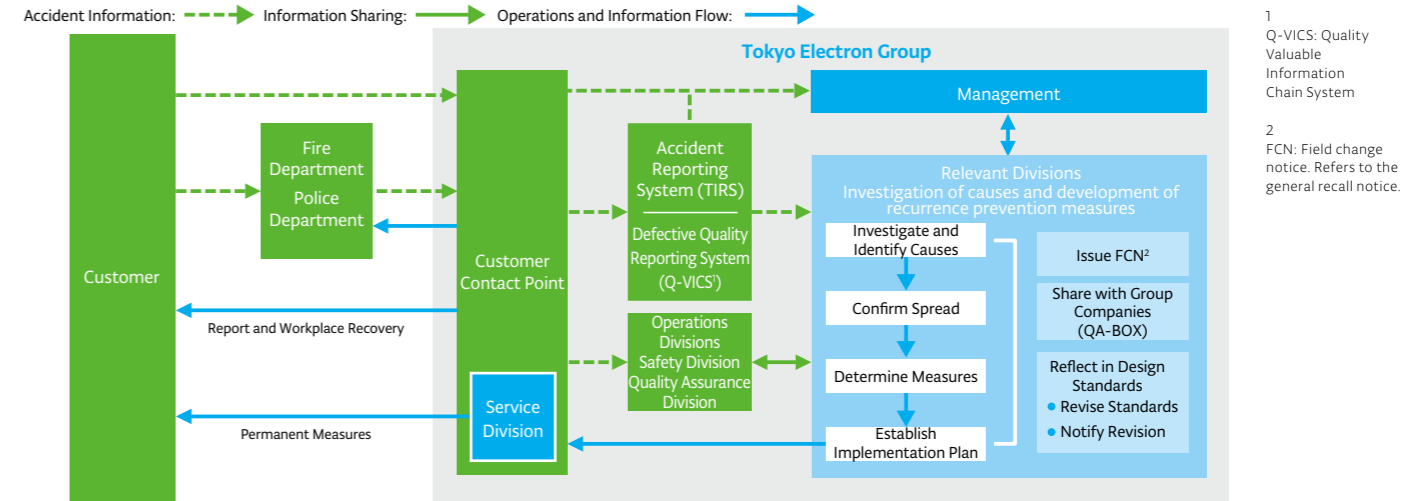 Accident Information:
Information Sharing:
Operations and Information Flow:
Tokyo Electron Group
Customer
Fire
Department
Police
Department
Report and Workplace Recovery
Permanent Measures
Customer
Contact Point
Service
Division
Accident
Reporting
System (TIRS)
Defective Quality
Reporting System
(Q-VICS¹)
Operations
Divisions
Safety Division
Quality Assurance
Division
Management
Relevant Divisions
Investigation of causes and development of
recurrence prevention measures
Investigate and
Identify Causes
Confirm Spread
Determine Measures
Establish
Implementation Plan
Issue FCN²
Share with Group
Companies
(QA-BOX)
Reflect in Design
Standards
● Revise Standards
● Notify Revision
1
Q-VICS: Quality
Valuable
Information
Chain System
2
FCN: Field change
notice. Refers to the
general recall notice.